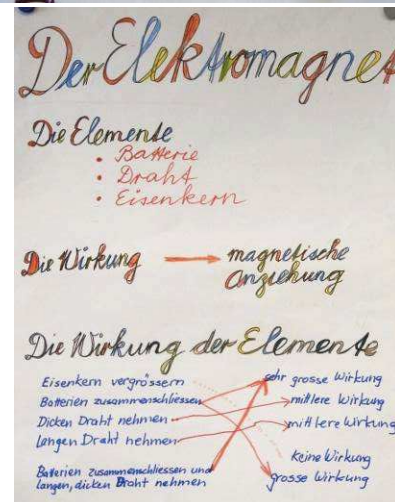 Der Elektromagnet
Die Elemente
• Batterie
• Draht
• Eisenkern
Die Wirkung → magnetische
Anziehung
Die Wirkung der Elemente
Eisenkern vergrössern sehr grosse Wirkung
Batterien zusammenschliessen mittlere Wirkung
Dicken Draht nehmen mittlere Wirkung
langen Draht nehmen
keine Wirkung
Batterien zusammenschliessen und grosse Wirkung
langen, dicken Draht nehmen